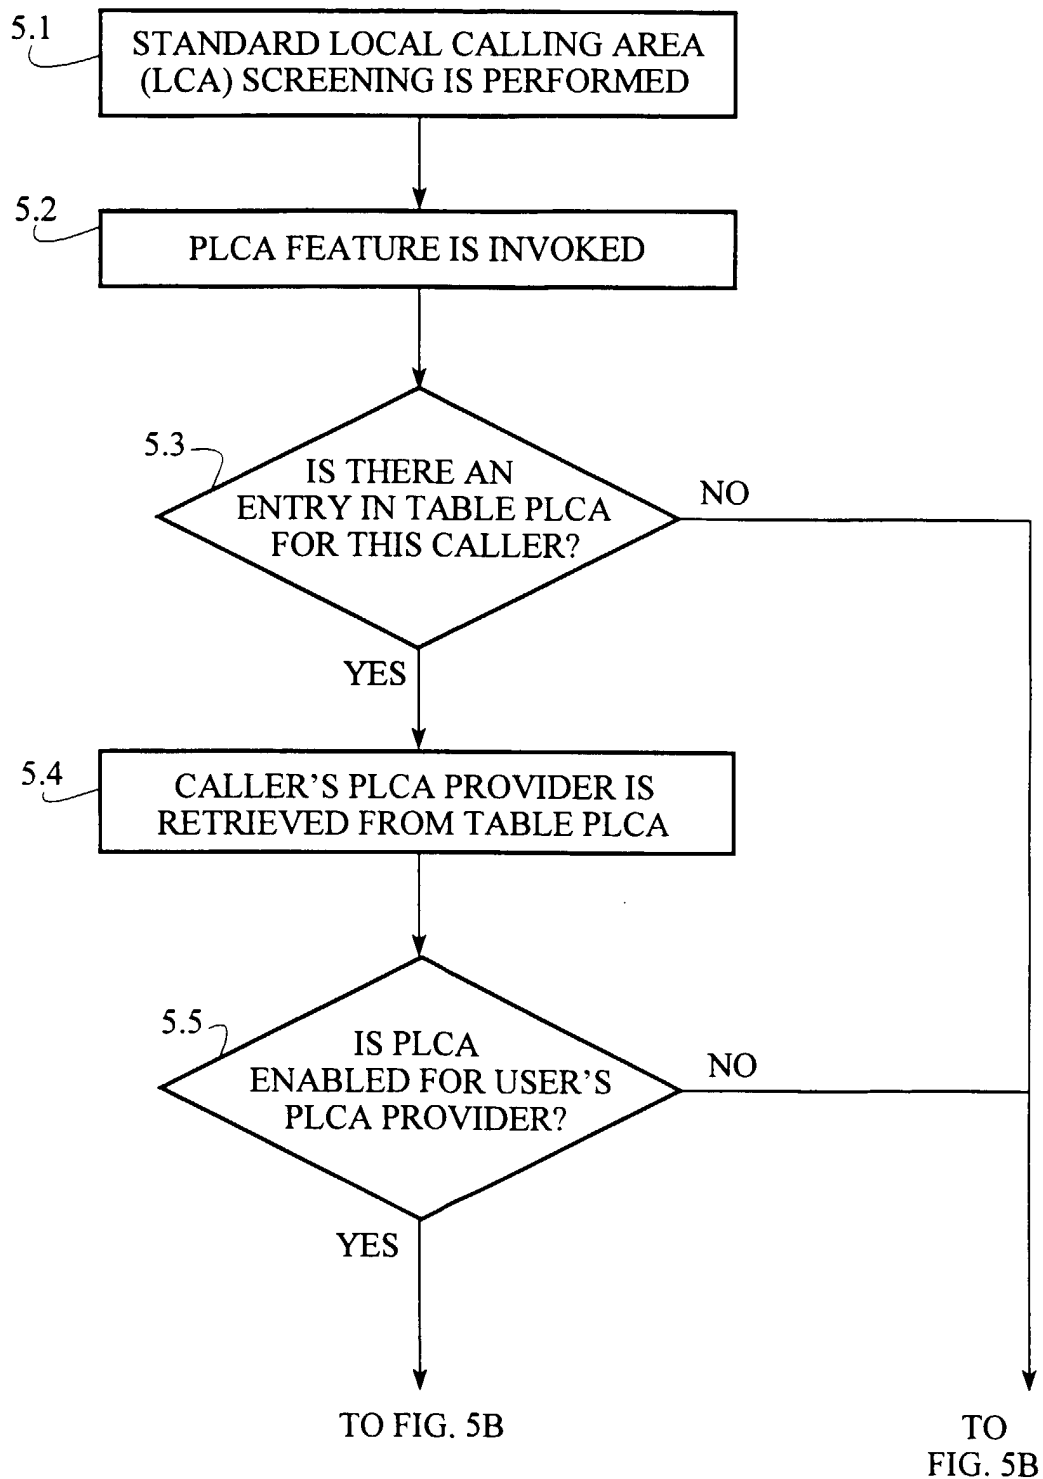 5.1
STANDARD LOCAL CALLING AREA
(LCA) SCREENING IS PERFORMED
5.2
PLCA FEATURE IS INVOKED
5.3
IS THERE AN
ENTRY IN TABLE PLCA
FOR THIS CALLER?
NO
YES
5.4
CALLER'S PLCA PROVIDER IS
RETRIEVED FROM TABLE PLCA
5.5
IS PLCA
ENABLED FOR USER'S
PLCA PROVIDER?
NO
YES
TO FIG. 5B
TO
FIG. 5B